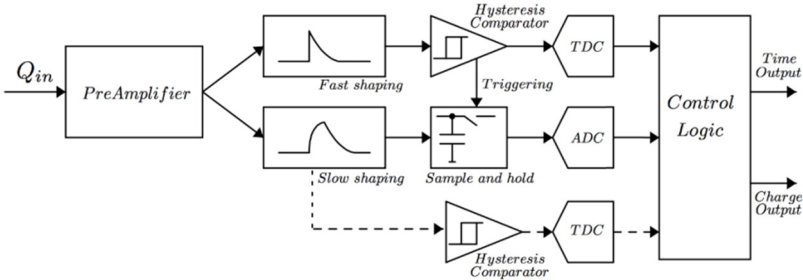 Hysteresis
Comparator
TDC
Q_in
PreAmplifier
Fast shaping
Triggering
Control
Logic
Time
Output
ADC
Slow shaping
Sample and hold
Charge
Output
TDC
Hysteresis
Comparator